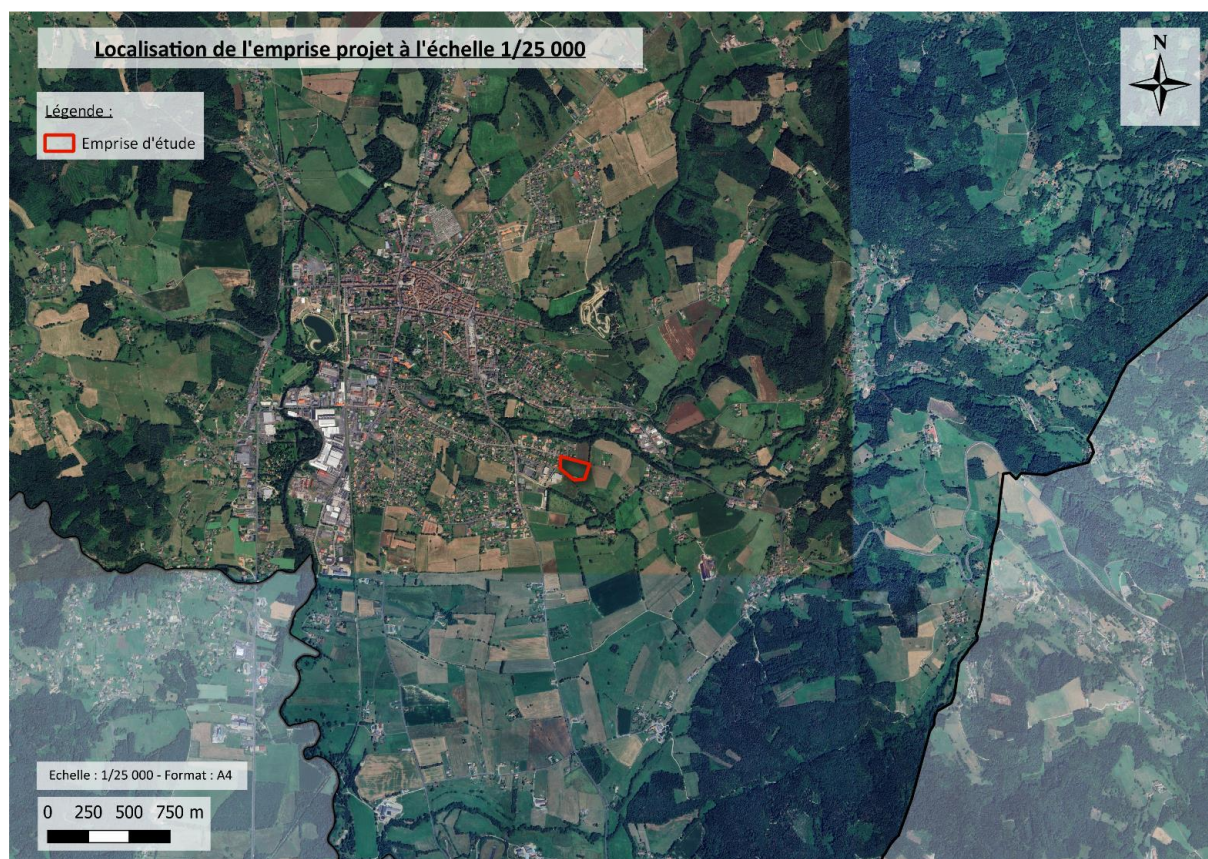 Localisation de l'emprise projet à l'échelle 1/25 000
N
Légende :
Emprise d'étude
Echelle : 1/25 000 - Format : A4
0 250 500 750 m